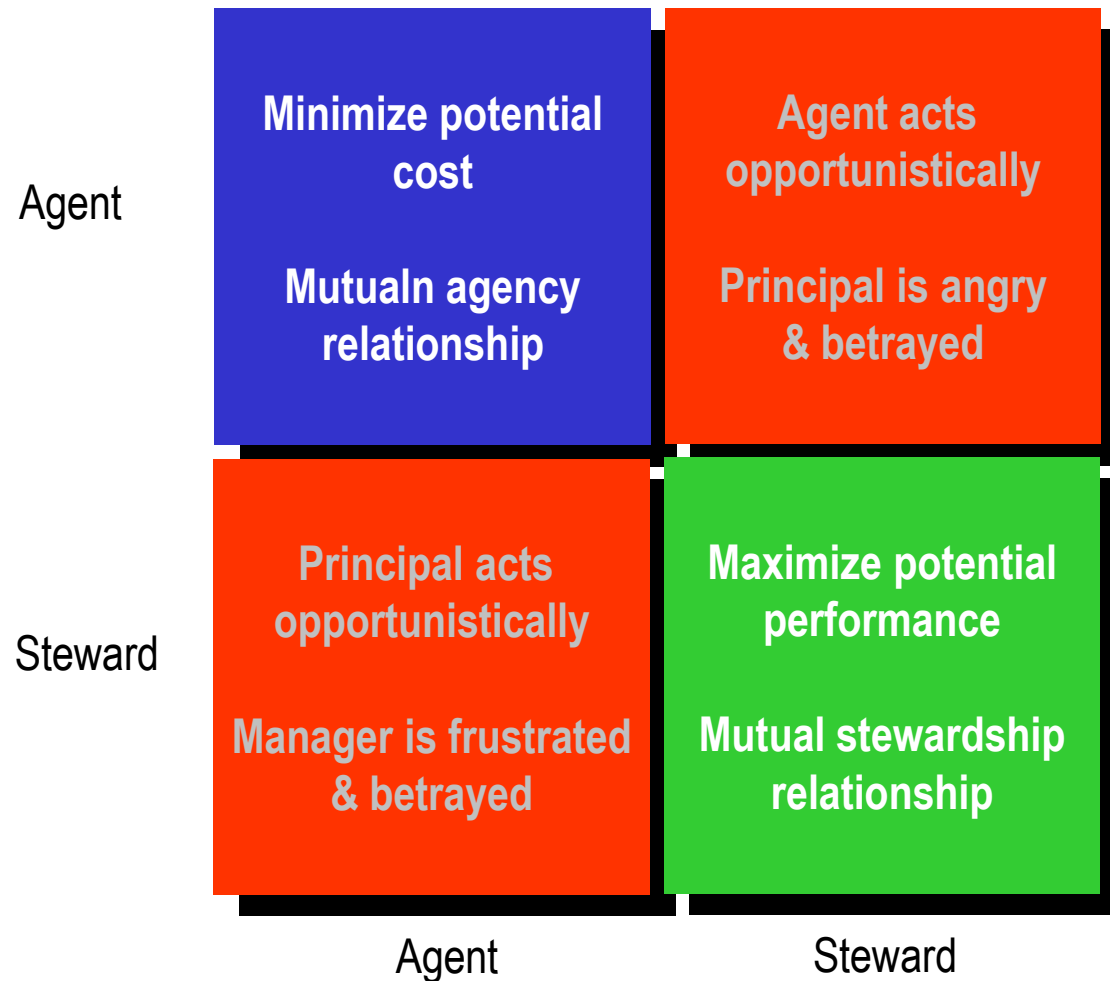 Agent
Minimize potential
cost
Mutualn agency
relationship
Agent acts
opportunistically
Principal is angry
& betrayed
Steward
Principal acts
opportunistically
Manager is frustrated
& betrayed
Maximize potential
performance
Mutual stewardship
relationship
Agent
Steward